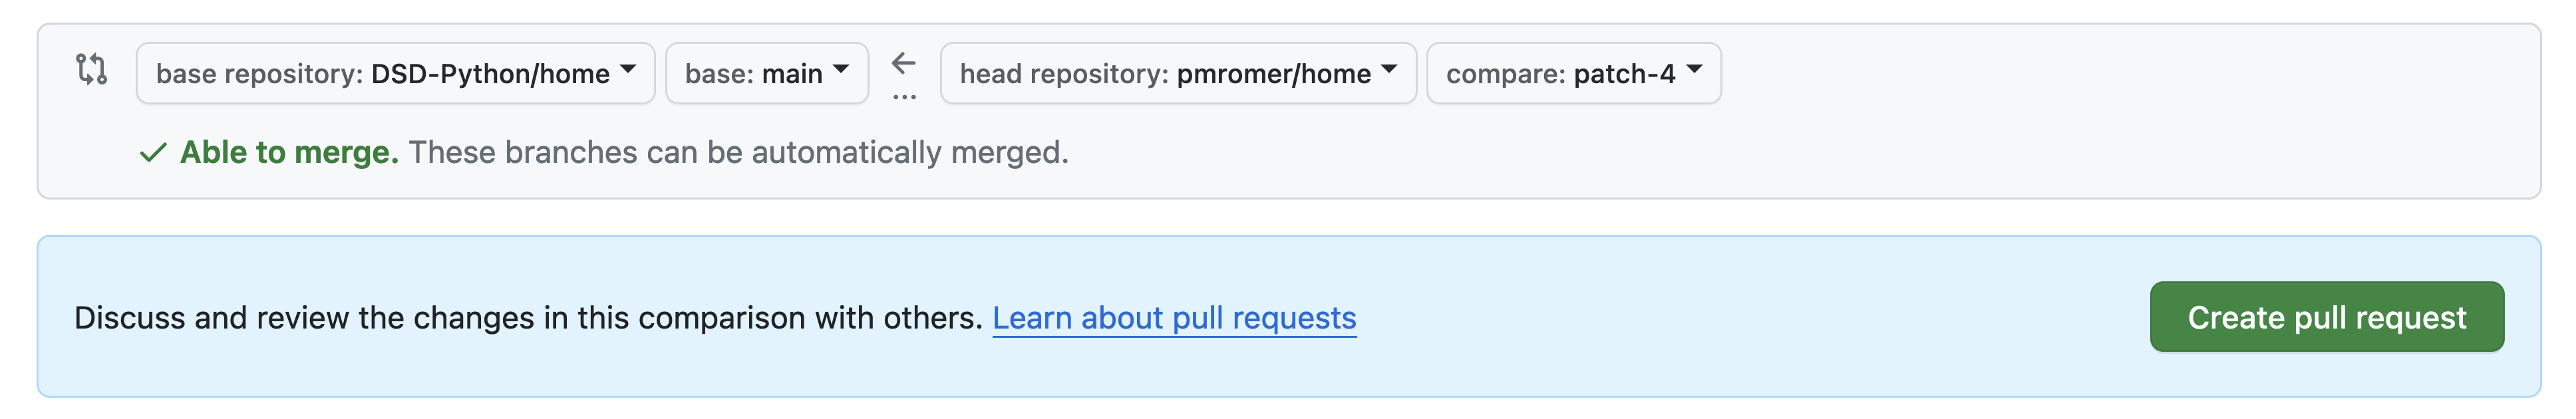 base repository: DSD-Python/home base: main ← ... head repository: pmromer/home compare: patch-4
✓ Able to merge. These branches can be automatically merged.
Discuss and review the changes in this comparison with others. Learn about pull requests Create pull request